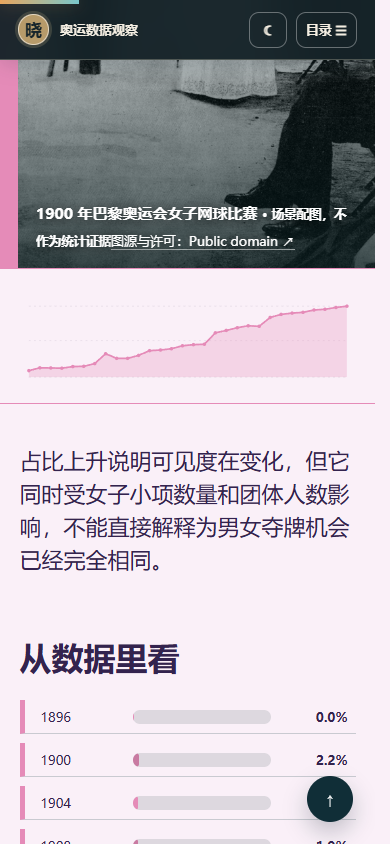 晓 奥运数据观察 目录 ☰
1900 年巴黎奥运会女子网球比赛 · 场景配图，不
作为统计证据图源与许可：Public domain ↗
占比上升说明可见度在变化，但它
同时受女子小项数量和团体人数影
响，不能直接解释为男女夺牌机会
已经完全相同。
从数据里看
1896 0.0%
1900 2.2%
1904